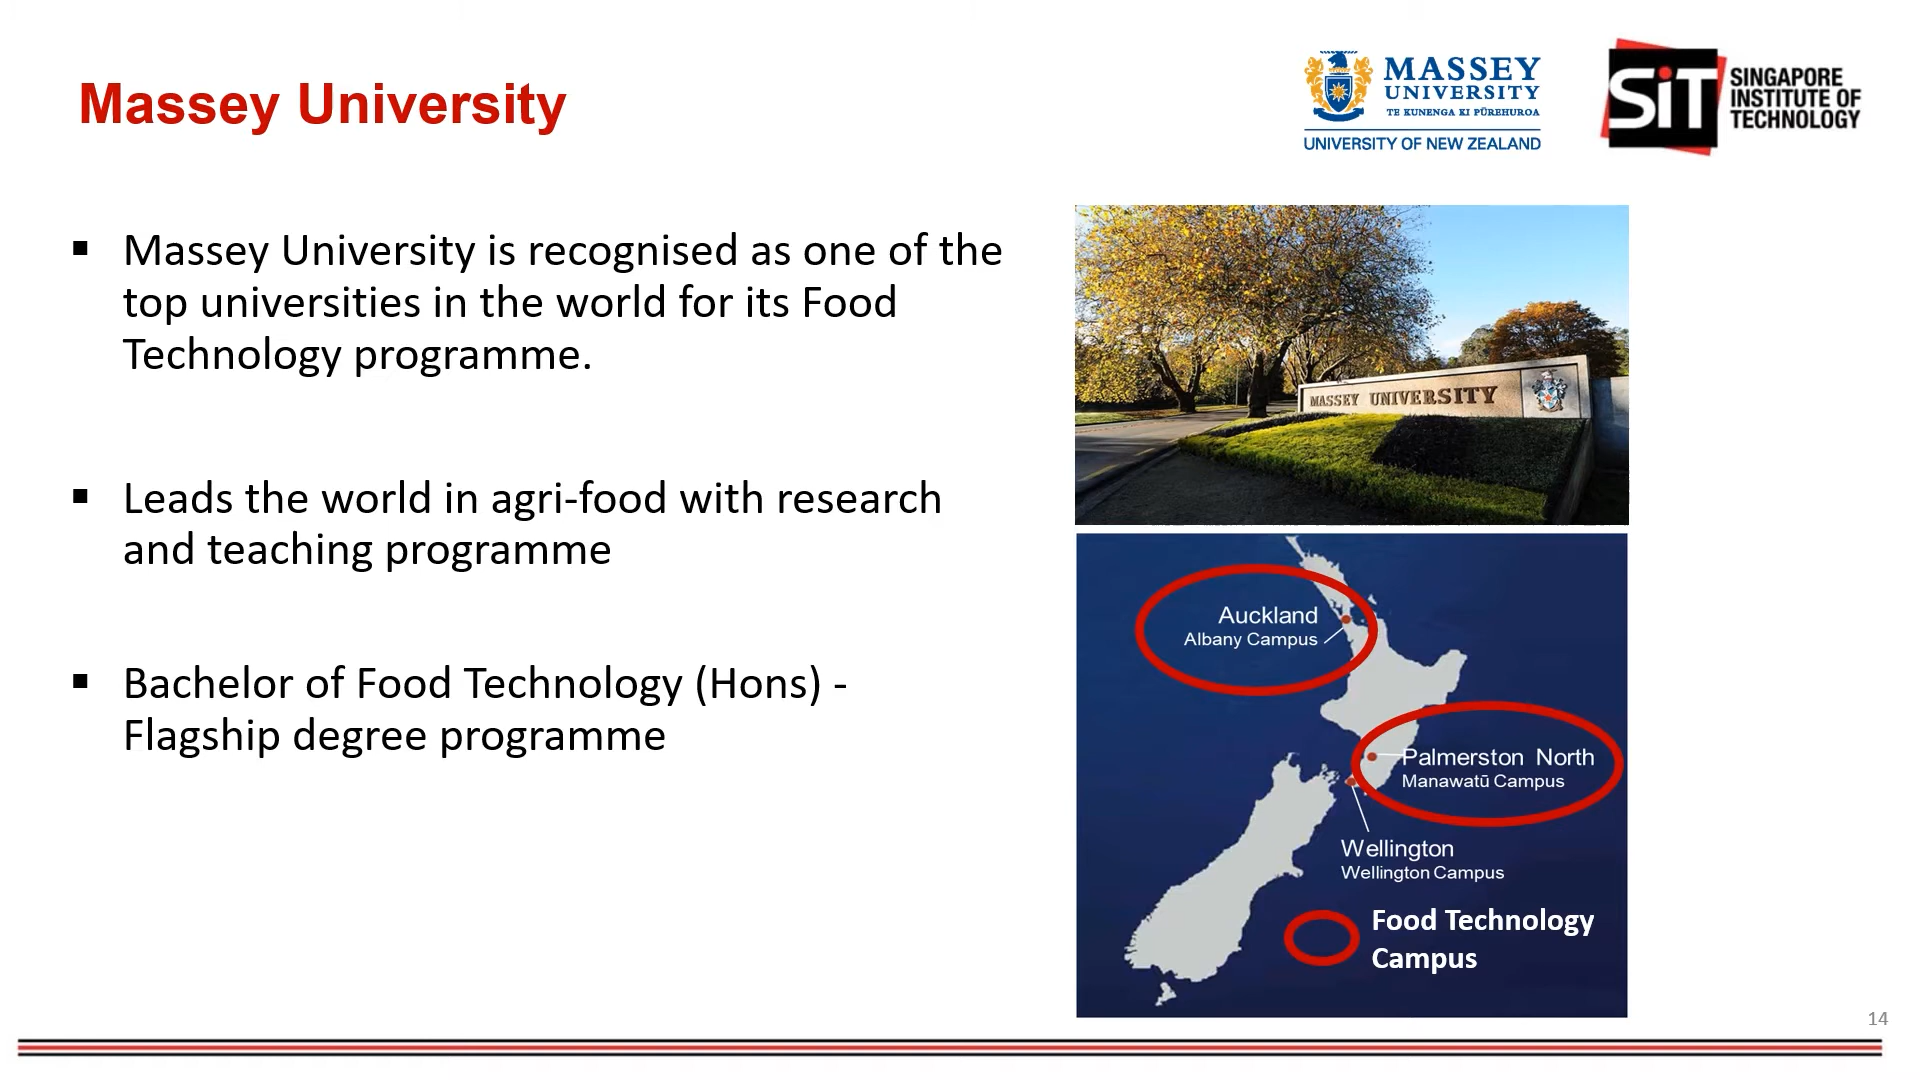 Massey University
MASSEY
UNIVERSITY
TE KUNENGA KI PŪREHUROA
UNIVERSITY OF NEW ZEALAND
SiT
SINGAPORE
INSTITUTE OF
TECHNOLOGY
▪ Massey University is recognised as one of the
top universities in the world for its Food
Technology programme.
▪ Leads the world in agri-food with research
and teaching programme
▪ Bachelor of Food Technology (Hons) -
Flagship degree programme
MASSEY UNIVERSITY
Auckland
Albany Campus
Palmerston North
Manawatū Campus
Wellington
Wellington Campus
Food Technology
Campus
14